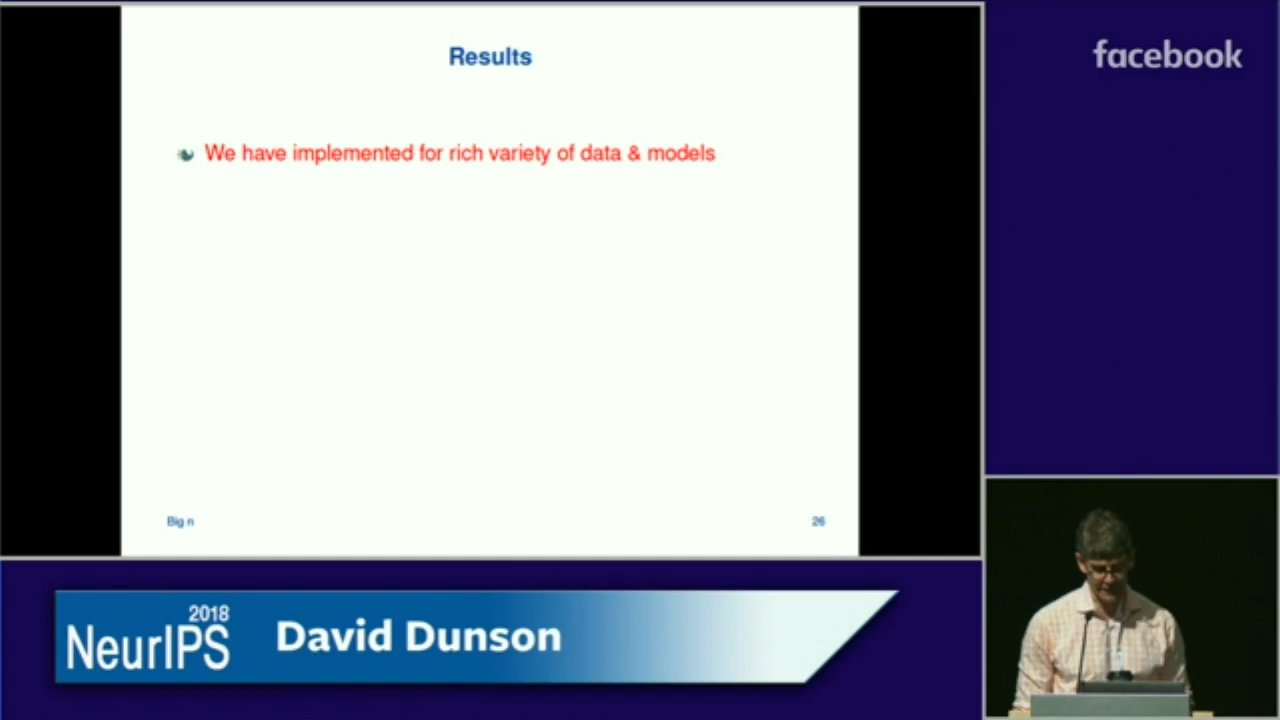 Results
facebook
We have implemented for rich variety of data & models
Big n
26
2018
NeurIPS
David Dunson